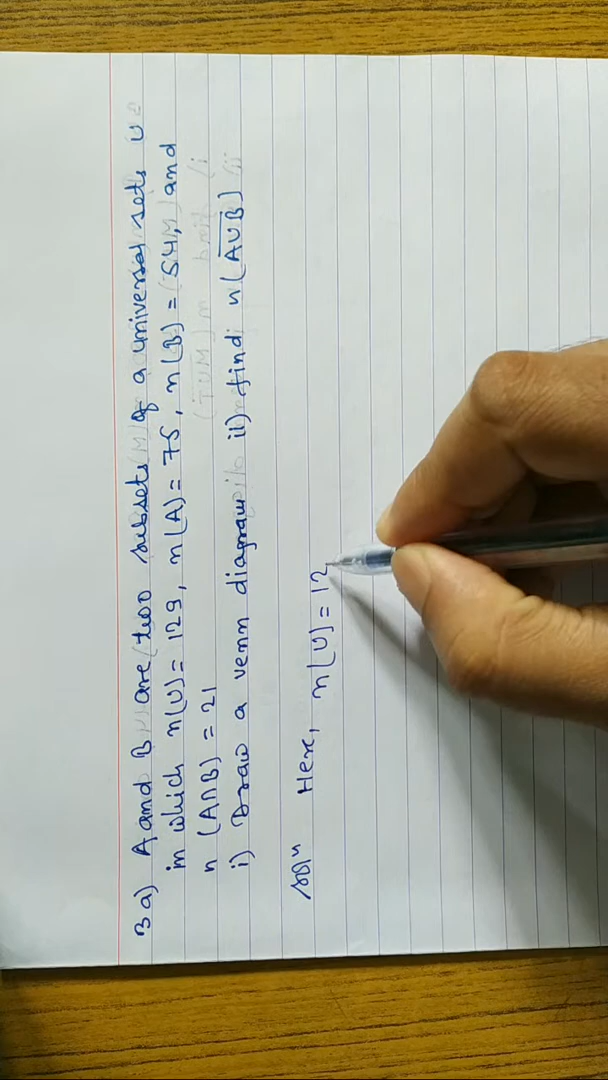 3 a) A and B are two subsets of a universal sets U
in which n(U) = 129, n(A) = 75, n(B) = 54, and
n (A∩B) = 21
i) Draw a venn diagram ii) find n(A̅∪̅B̅)
solⁿ Here, n(U) = 12